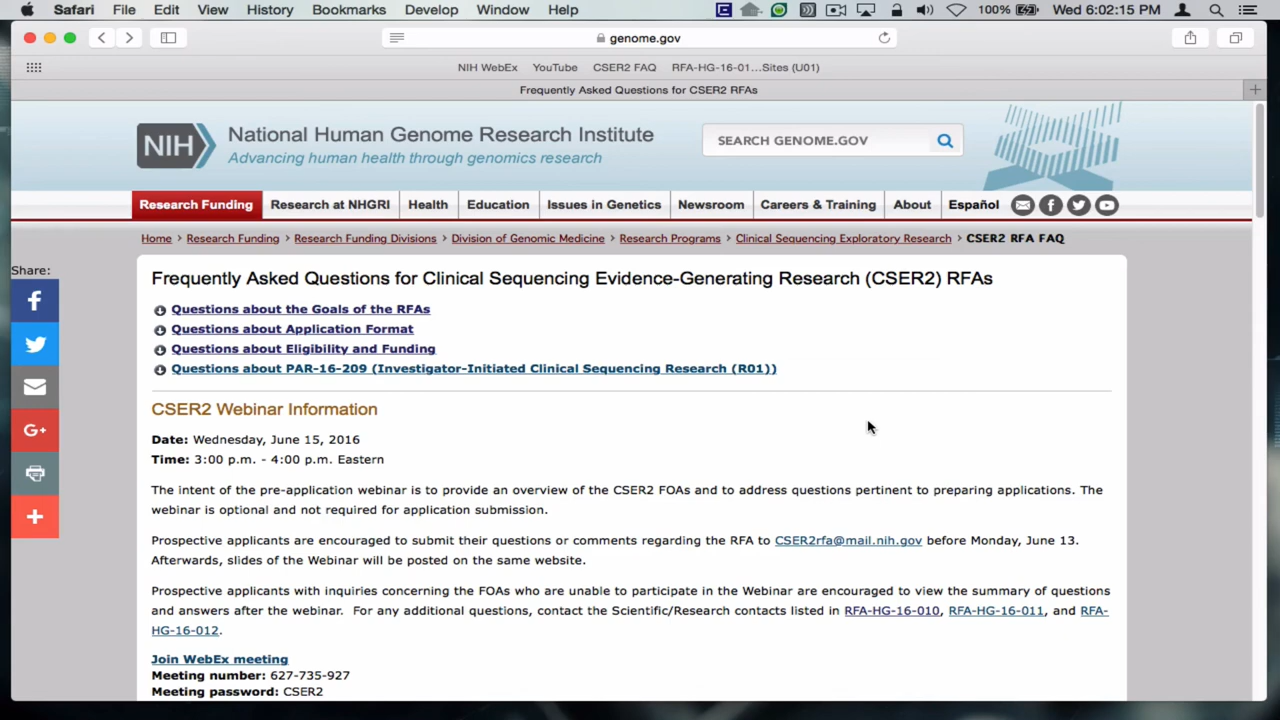 Safari File Edit View History Bookmarks Develop Window Help 100% Wed 6:02:15 PM
genome.gov
NIH WebEx YouTube CSER2 FAQ RFA-HG-16-01...Sites (U01)
Frequently Asked Questions for CSER2 RFAs
NIH National Human Genome Research Institute
Advancing human health through genomics research
SEARCH GENOME.GOV
Research Funding Research at NHGRI Health Education Issues in Genetics Newsroom Careers & Training About Español
Home › Research Funding › Research Funding Divisions › Division of Genomic Medicine › Research Programs › Clinical Sequencing Exploratory Research › CSER2 RFA FAQ
Share:
Frequently Asked Questions for Clinical Sequencing Evidence-Generating Research (CSER2) RFAs
Questions about the Goals of the RFAs
Questions about Application Format
Questions about Eligibility and Funding
Questions about PAR-16-209 (Investigator-Initiated Clinical Sequencing Research (R01))
CSER2 Webinar Information
Date: Wednesday, June 15, 2016
Time: 3:00 p.m. - 4:00 p.m. Eastern
The intent of the pre-application webinar is to provide an overview of the CSER2 FOAs and to address questions pertinent to preparing applications. The
webinar is optional and not required for application submission.
Prospective applicants are encouraged to submit their questions or comments regarding the RFA to CSER2rfa@mail.nih.gov before Monday, June 13.
Afterwards, slides of the Webinar will be posted on the same website.
Prospective applicants with inquiries concerning the FOAs who are unable to participate in the Webinar are encouraged to view the summary of questions
and answers after the webinar. For any additional questions, contact the Scientific/Research contacts listed in RFA-HG-16-010, RFA-HG-16-011, and RFA-
HG-16-012.
Join WebEx meeting
Meeting number: 627-735-927
Meeting password: CSER2